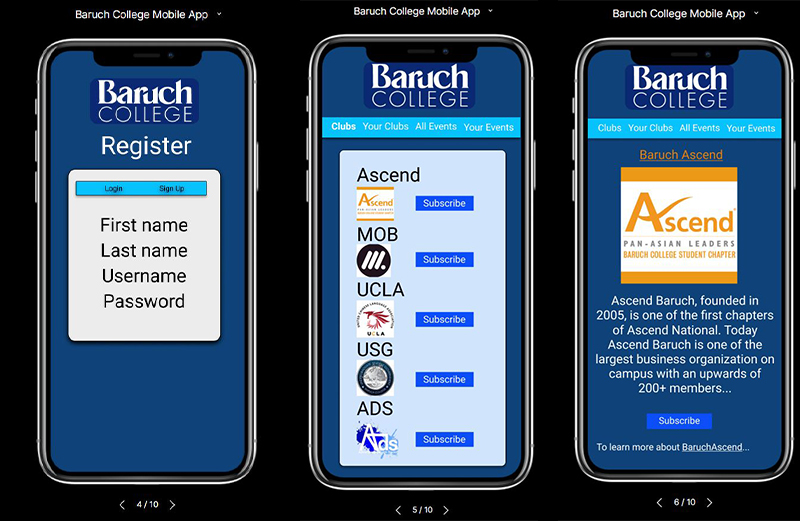 Baruch College Mobile App
Baruch
COLLEGE
Register
Login Sign Up
First name
Last name
Username
Password
4 / 10
Baruch College Mobile App
Baruch
COLLEGE
Clubs Your Clubs All Events Your Events
Ascend
Ascend
Subscribe
MOB
m.
Subscribe
UCLA
UCLA
Subscribe
USG
Subscribe
ADS
Ads
Subscribe
5 / 10
Baruch College Mobile App
Baruch
COLLEGE
Clubs Your Clubs All Events Your Events
Baruch Ascend
Ascend
PAN-ASIAN LEADERS
BARUCH COLLEGE STUDENT CHAPTER
Ascend Baruch, founded in
2005, is one of the first chapters
of Ascend National. Today
Ascend Baruch is one of the
largest business organization on
campus with an upwards of
200+ members...
Subscribe
To learn more about BaruchAscend...
6 / 10